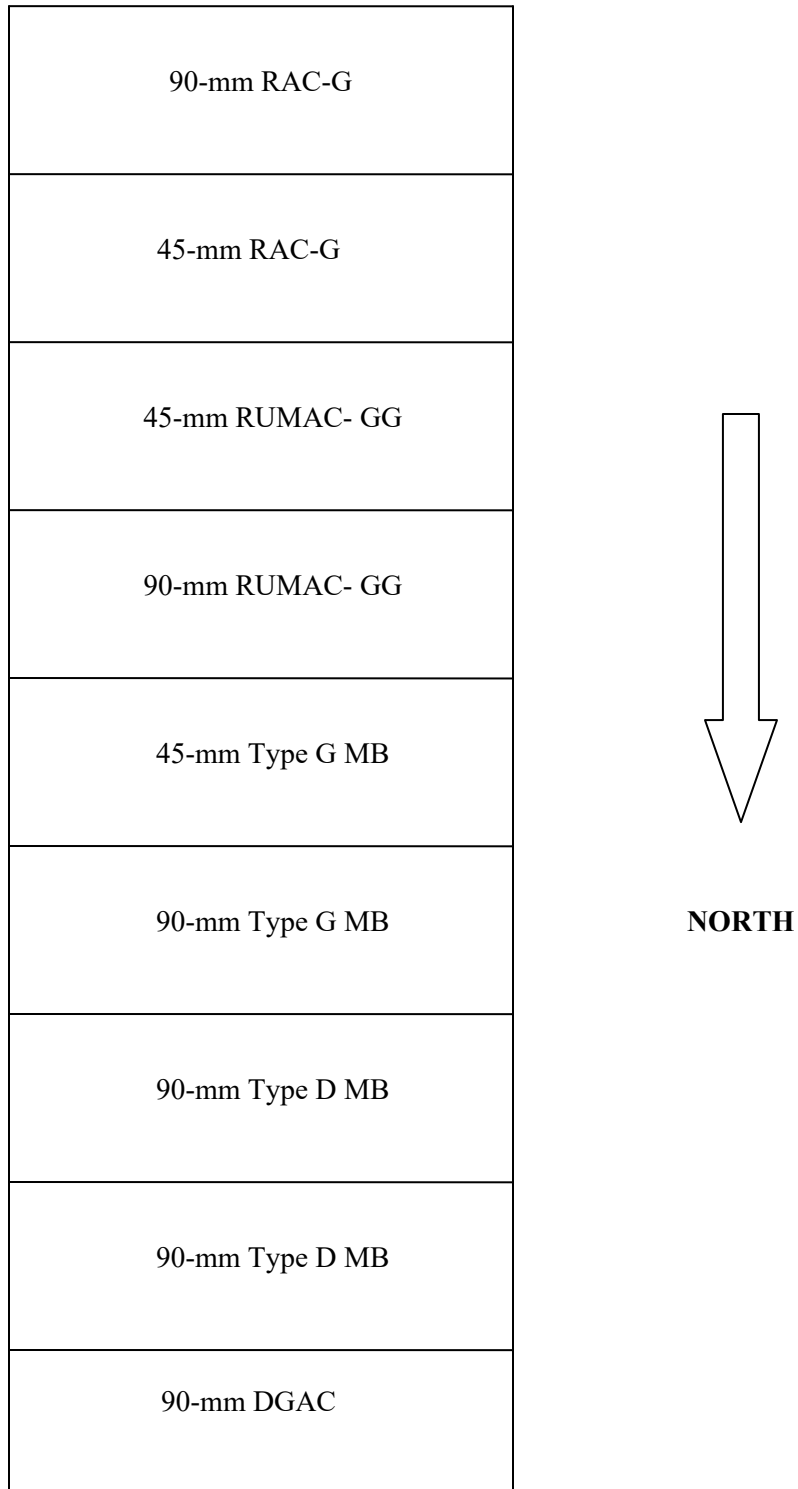 90-mm RAC-G
45-mm RAC-G
45-mm RUMAC- GG
90-mm RUMAC- GG
45-mm Type G MB
90-mm Type G MB
NORTH
90-mm Type D MB
90-mm Type D MB
90-mm DGAC